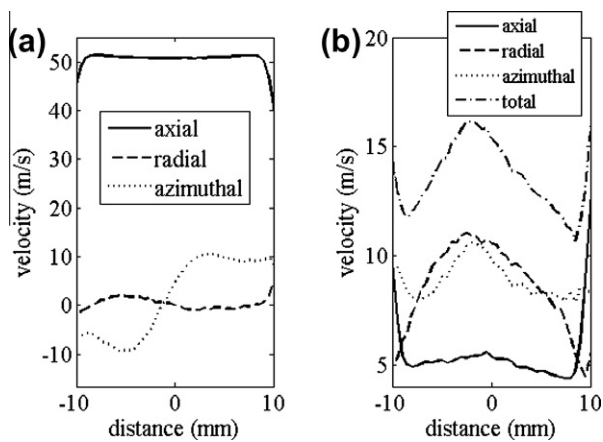 (a)
50
40
30
20
10
0
-10
-10
0
10
velocity (m/s)
distance (mm)
axial
radial
azimuthal
(b)
20
15
10
5
-10
0
10
velocity (m/s)
distance (mm)
axial
radial
azimuthal
total